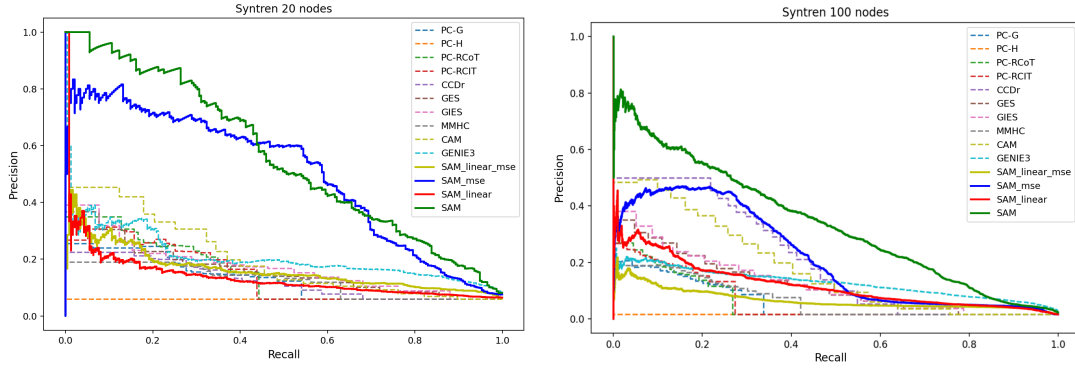 Syntren 20 nodes
1.0
0.8
0.6
0.4
0.2
0.0
Precision
0.0
0.2
0.4
0.6
0.8
1.0
Recall
PC-G
PC-H
PC-RCoT
PC-RCIT
CCDr
GES
GIES
MMHC
CAM
GENIE3
SAM_linear_mse
SAM_mse
SAM_linear
SAM
Syntren 100 nodes
1.0
0.8
0.6
0.4
0.2
0.0
Precision
0.0
0.2
0.4
0.6
0.8
1.0
Recall
PC-G
PC-H
PC-RCoT
PC-RCIT
CCDr
GES
GIES
MMHC
CAM
GENIE3
SAM_linear_mse
SAM_mse
SAM_linear
SAM